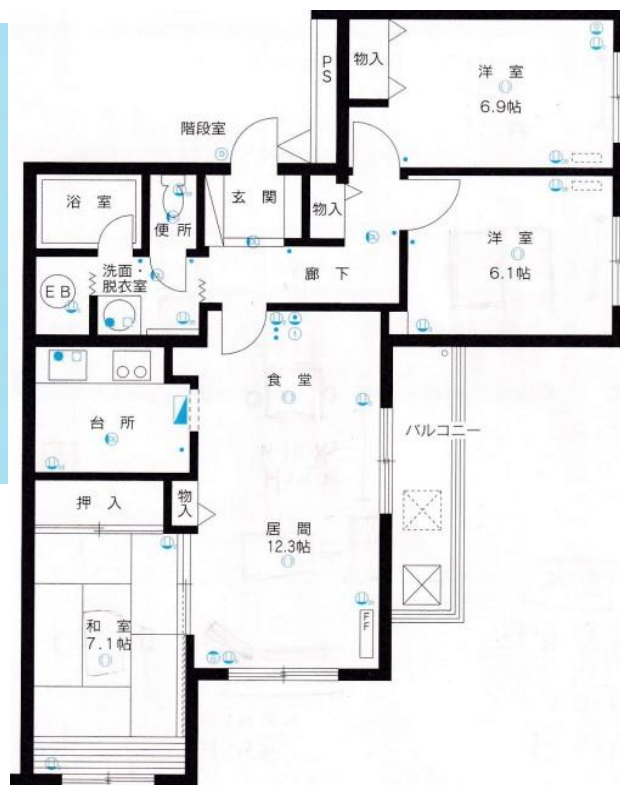 PS
物入
洋室
6.9帖
階段室
浴室
便所
玄関
物入
洋室
6.1帖
洗面・
脱衣室
EB
廊下
食堂
台所
バルコニー
押入
物入
居間
12.3帖
和室
7.1帖
FF